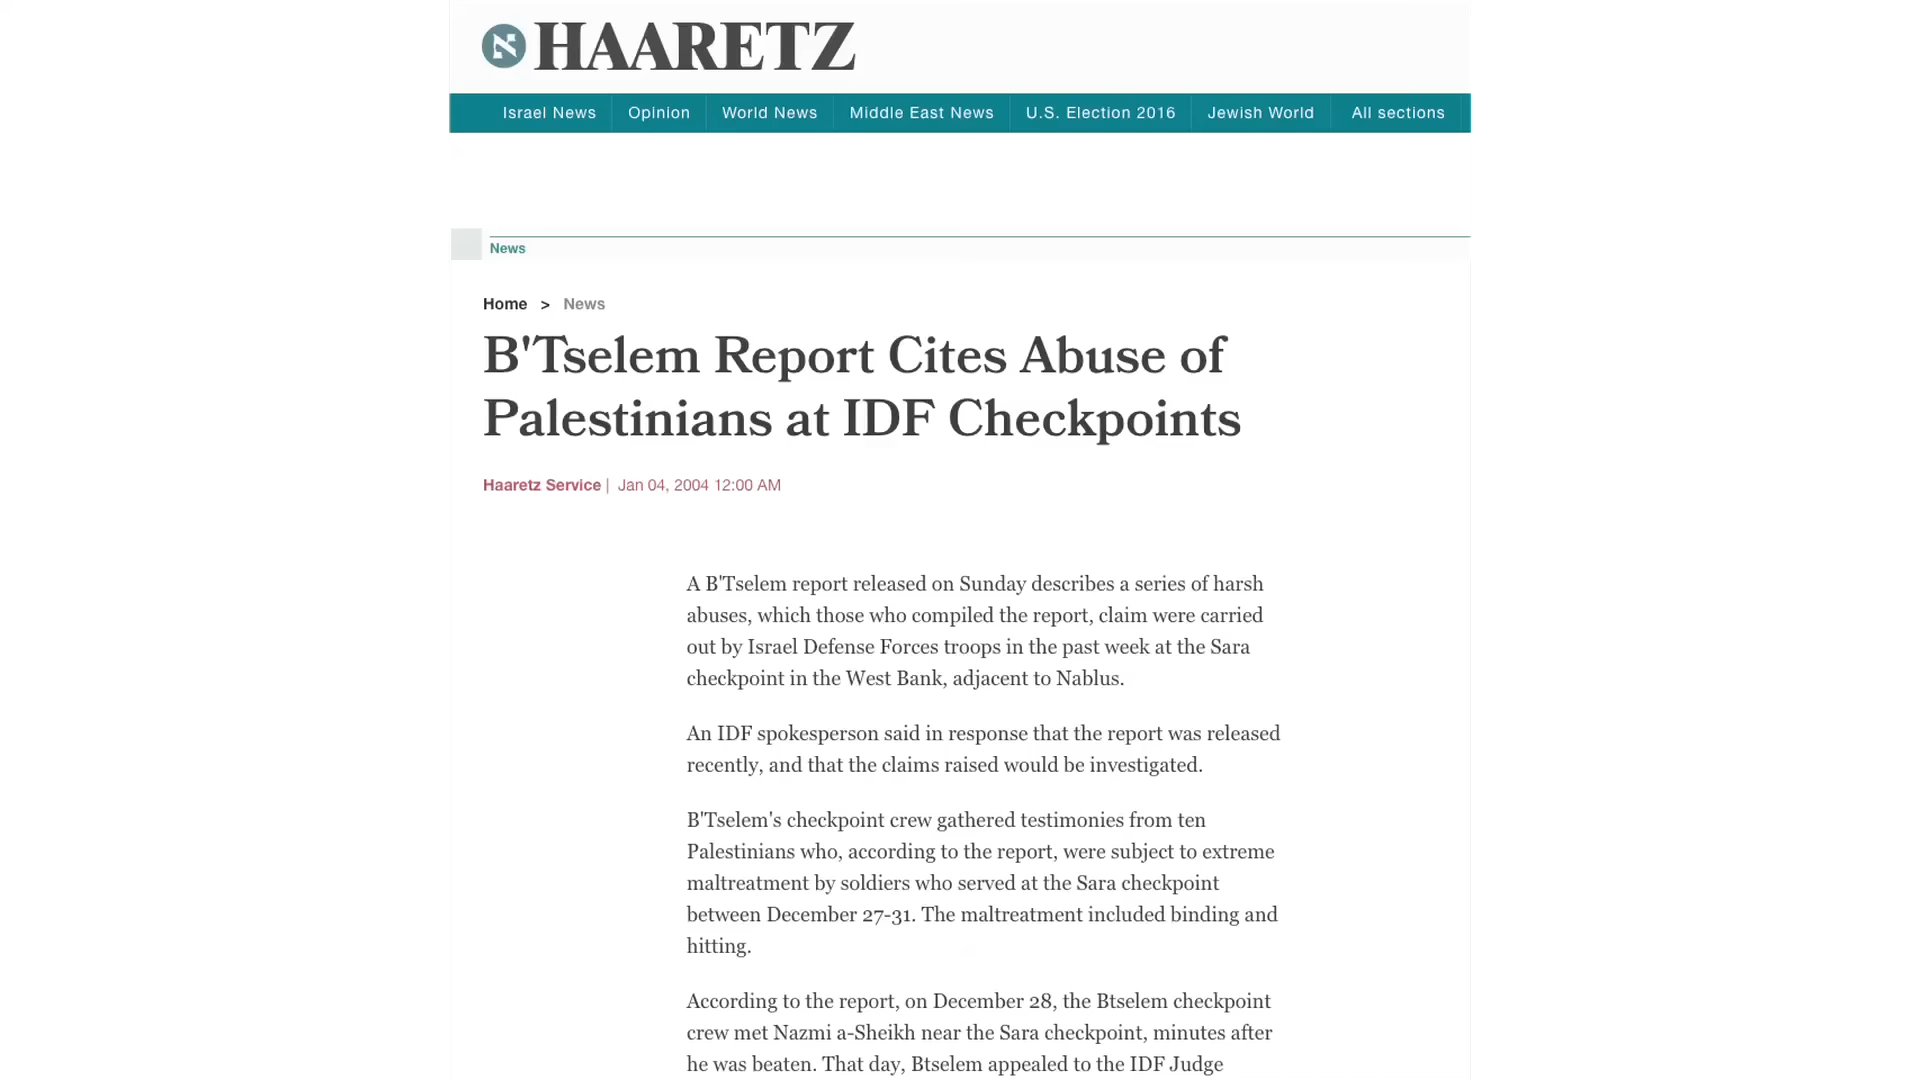 HAARETZ
Israel News Opinion World News Middle East News U.S. Election 2016 Jewish World All sections
News
Home > News
B'Tselem Report Cites Abuse of
Palestinians at IDF Checkpoints
Haaretz Service | Jan 04, 2004 12:00 AM
A B'Tselem report released on Sunday describes a series of harsh
abuses, which those who compiled the report, claim were carried
out by Israel Defense Forces troops in the past week at the Sara
checkpoint in the West Bank, adjacent to Nablus.
An IDF spokesperson said in response that the report was released
recently, and that the claims raised would be investigated.
B'Tselem's checkpoint crew gathered testimonies from ten
Palestinians who, according to the report, were subject to extreme
maltreatment by soldiers who served at the Sara checkpoint
between December 27-31. The maltreatment included binding and
hitting.
According to the report, on December 28, the Btselem checkpoint
crew met Nazmi a-Sheikh near the Sara checkpoint, minutes after
he was beaten. That day, Btselem appealed to the IDF Judge